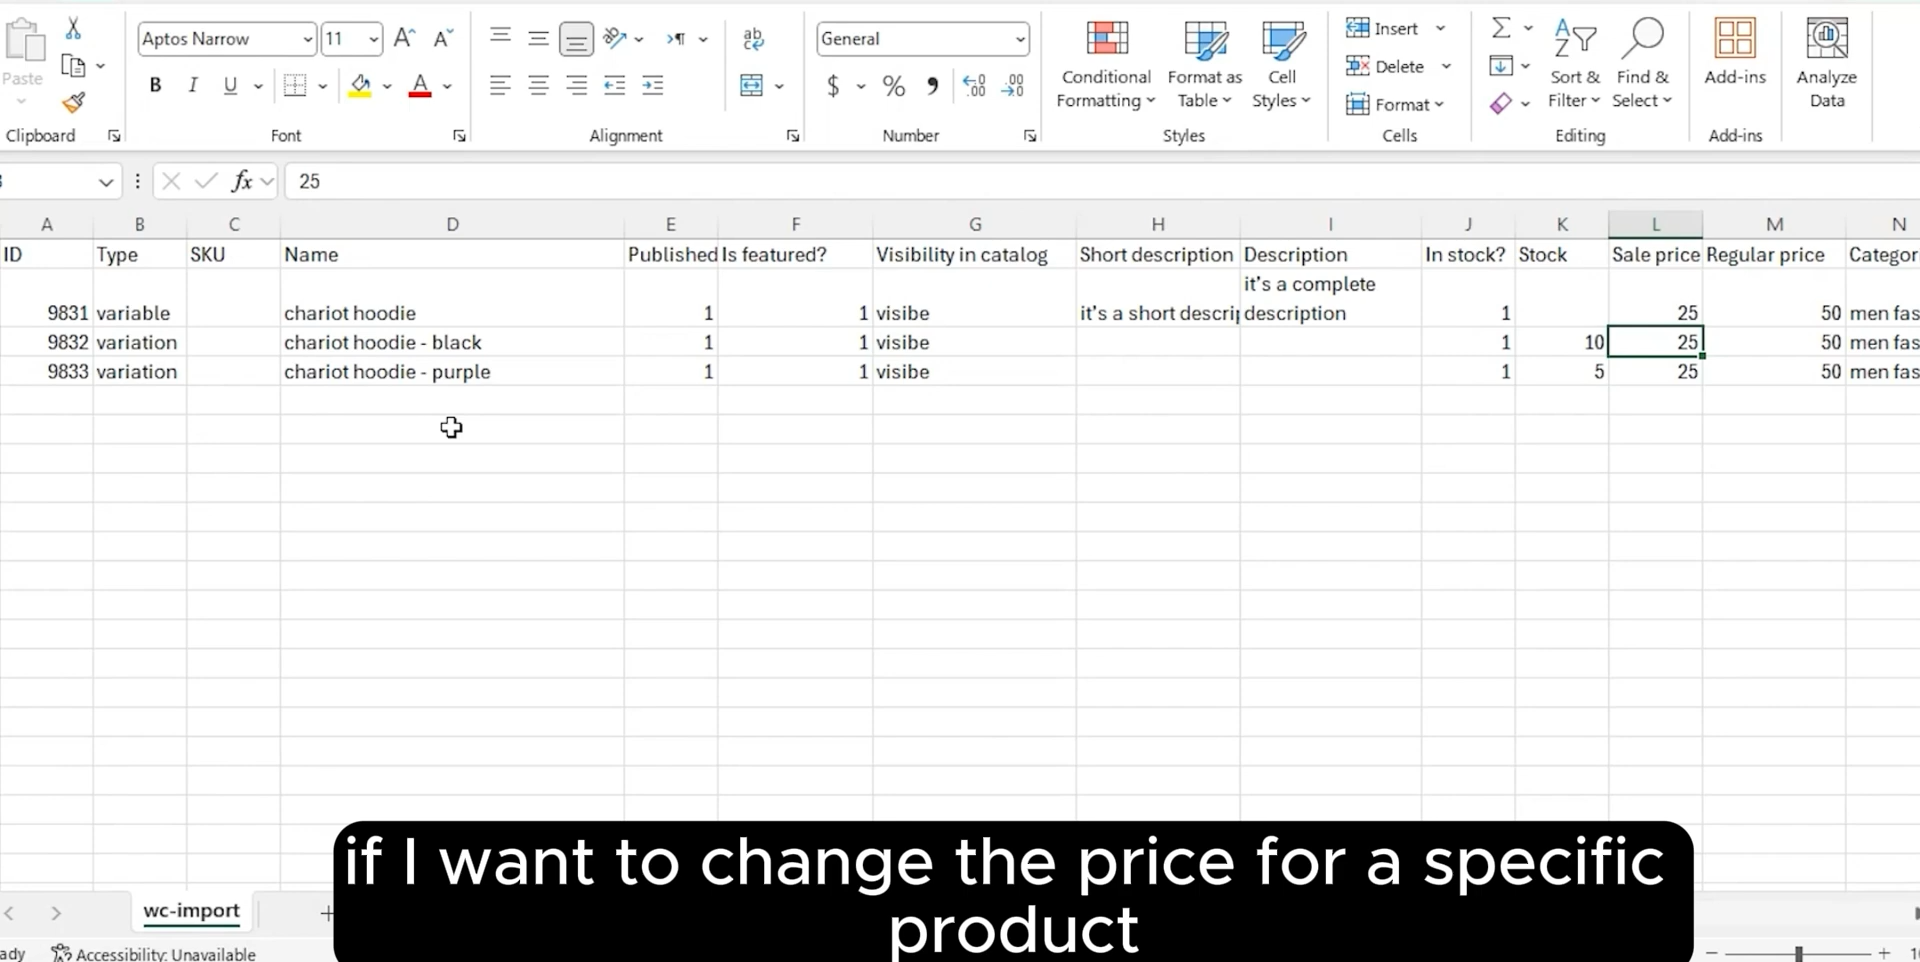 Aptos Narrow 11 General Insert Delete Format
Paste B I U $ % Conditional Formatting Format as Table Cell Styles Sort & Filter Find & Select Add-ins Analyze Data
Clipboard Font Alignment Number Styles Cells Editing Add-ins
fx 25
A B C D E F G H I J K L M N
ID Type SKU Name Published Is featured? Visibility in catalog Short description Description In stock? Stock Sale price Regular price Categor
it's a complete
9831 variable chariot hoodie 1 1 visibe it's a short descrip description 1 25 50 men fas
9832 variation chariot hoodie - black 1 1 visibe 1 10 25 50 men fas
9833 variation chariot hoodie - purple 1 1 visibe 1 5 25 50 men fas
if I want to change the price for a specific
product
wc-import
Accessibility: Unavailable